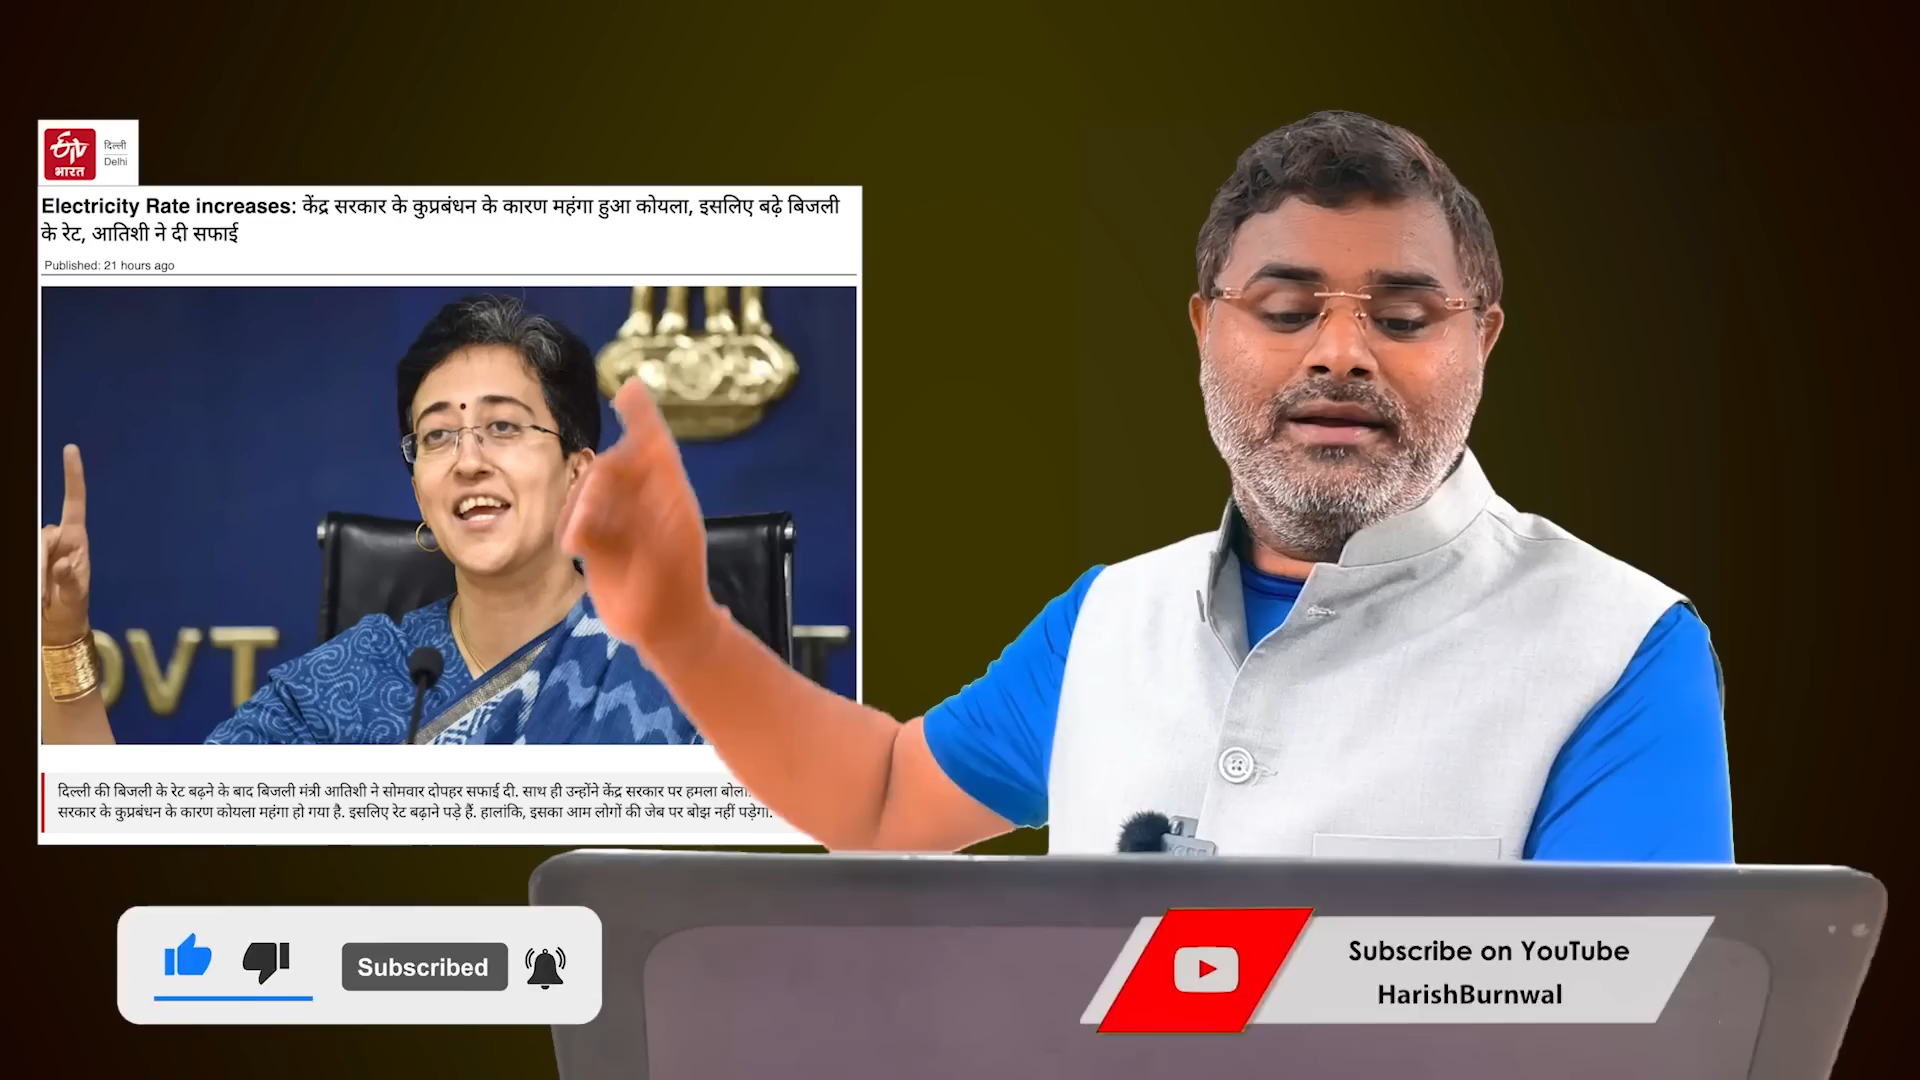 ETV
भारत
दिल्ली
Delhi
Electricity Rate increases: केंद्र सरकार के कुप्रबंधन के कारण महंगा हुआ कोयला, इसलिए बढ़े बिजली
के रेट, आतिशी ने दी सफाई
Published: 21 hours ago
OVT
T
दिल्ली की बिजली के रेट बढ़ने के बाद बिजली मंत्री आतिशी ने सोमवार दोपहर सफाई दी. साथ ही उन्होंने केंद्र सरकार पर हमला बोला.
सरकार के कुप्रबंधन के कारण कोयला महंगा हो गया है. इसलिए रेट बढ़ाने पड़े हैं. हालांकि, इसका आम लोगों की जेब पर बोझ नहीं पड़ेगा.
Subscribed
Subscribe on YouTube
HarishBurnwal